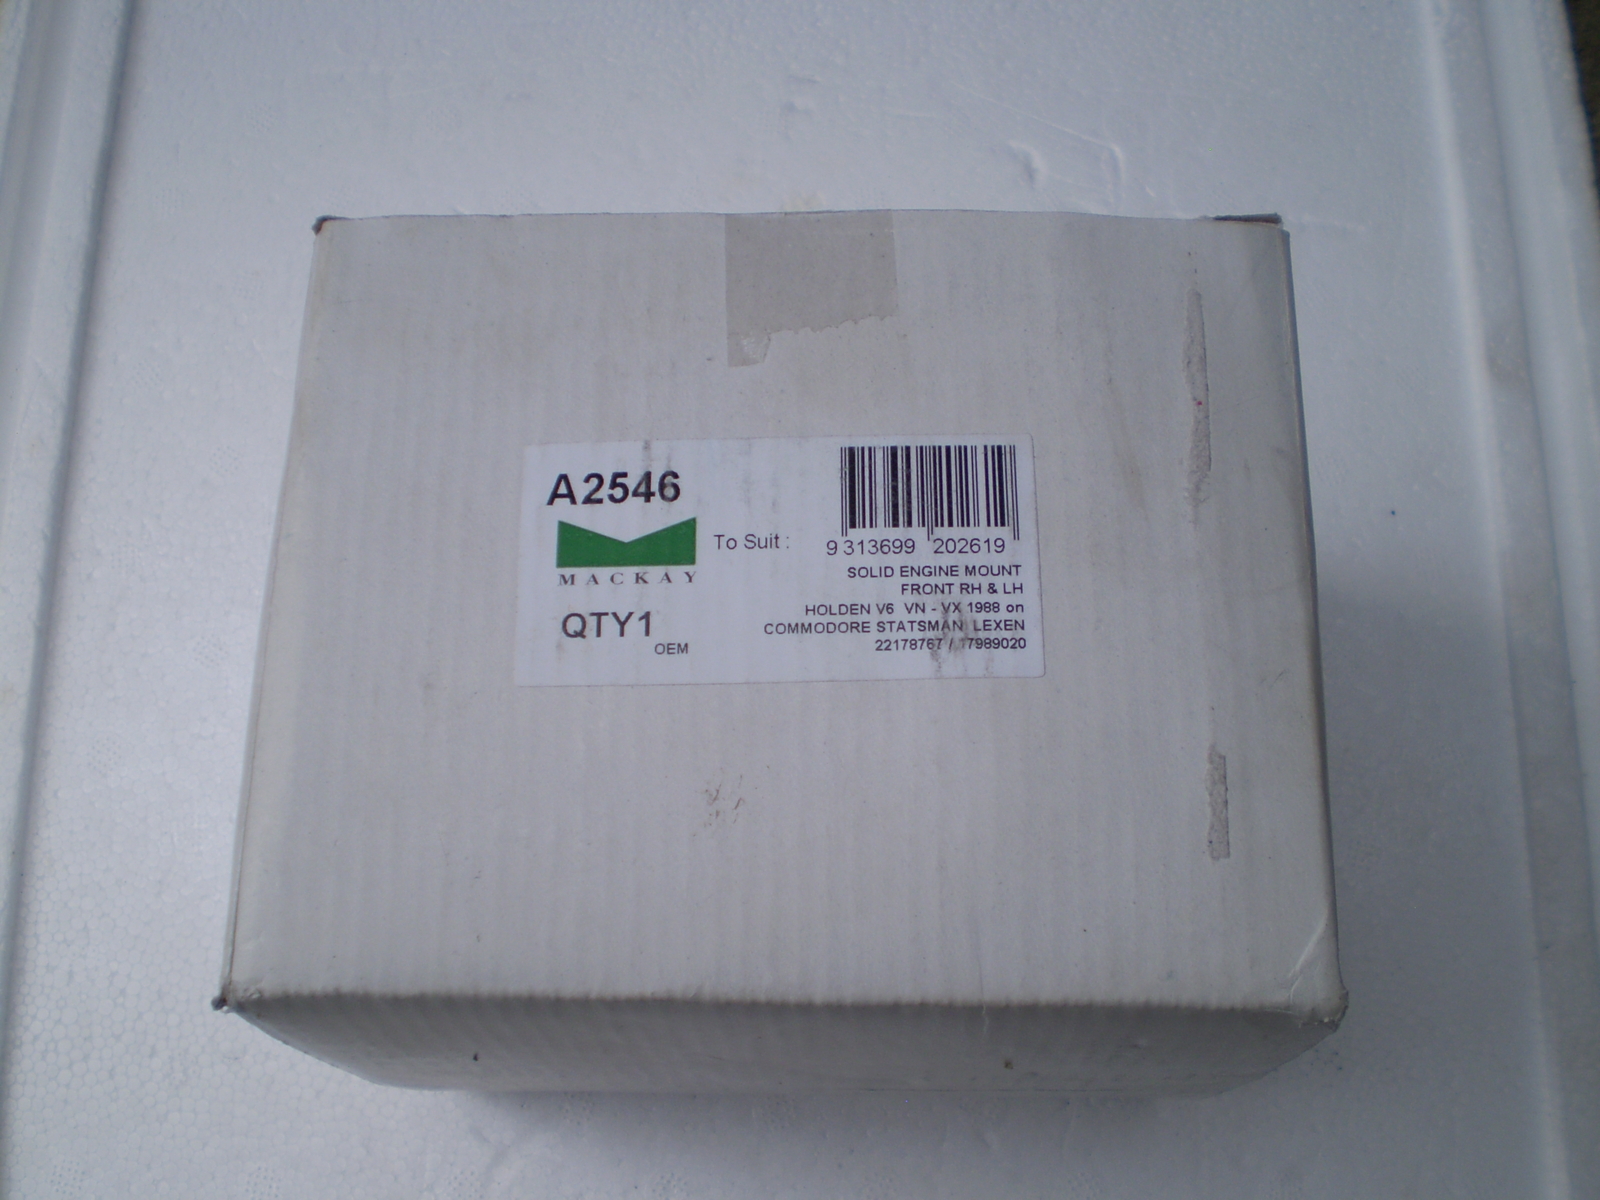 A2546
MACKAY
QTY1
OEM
To Suit :
9 313699 202619
SOLID ENGINE MOUNT
FRONT RH & LH
HOLDEN V6 VN - VX 1988 on
COMMODORE STATSMAN LEXEN
22178767 / 17989020